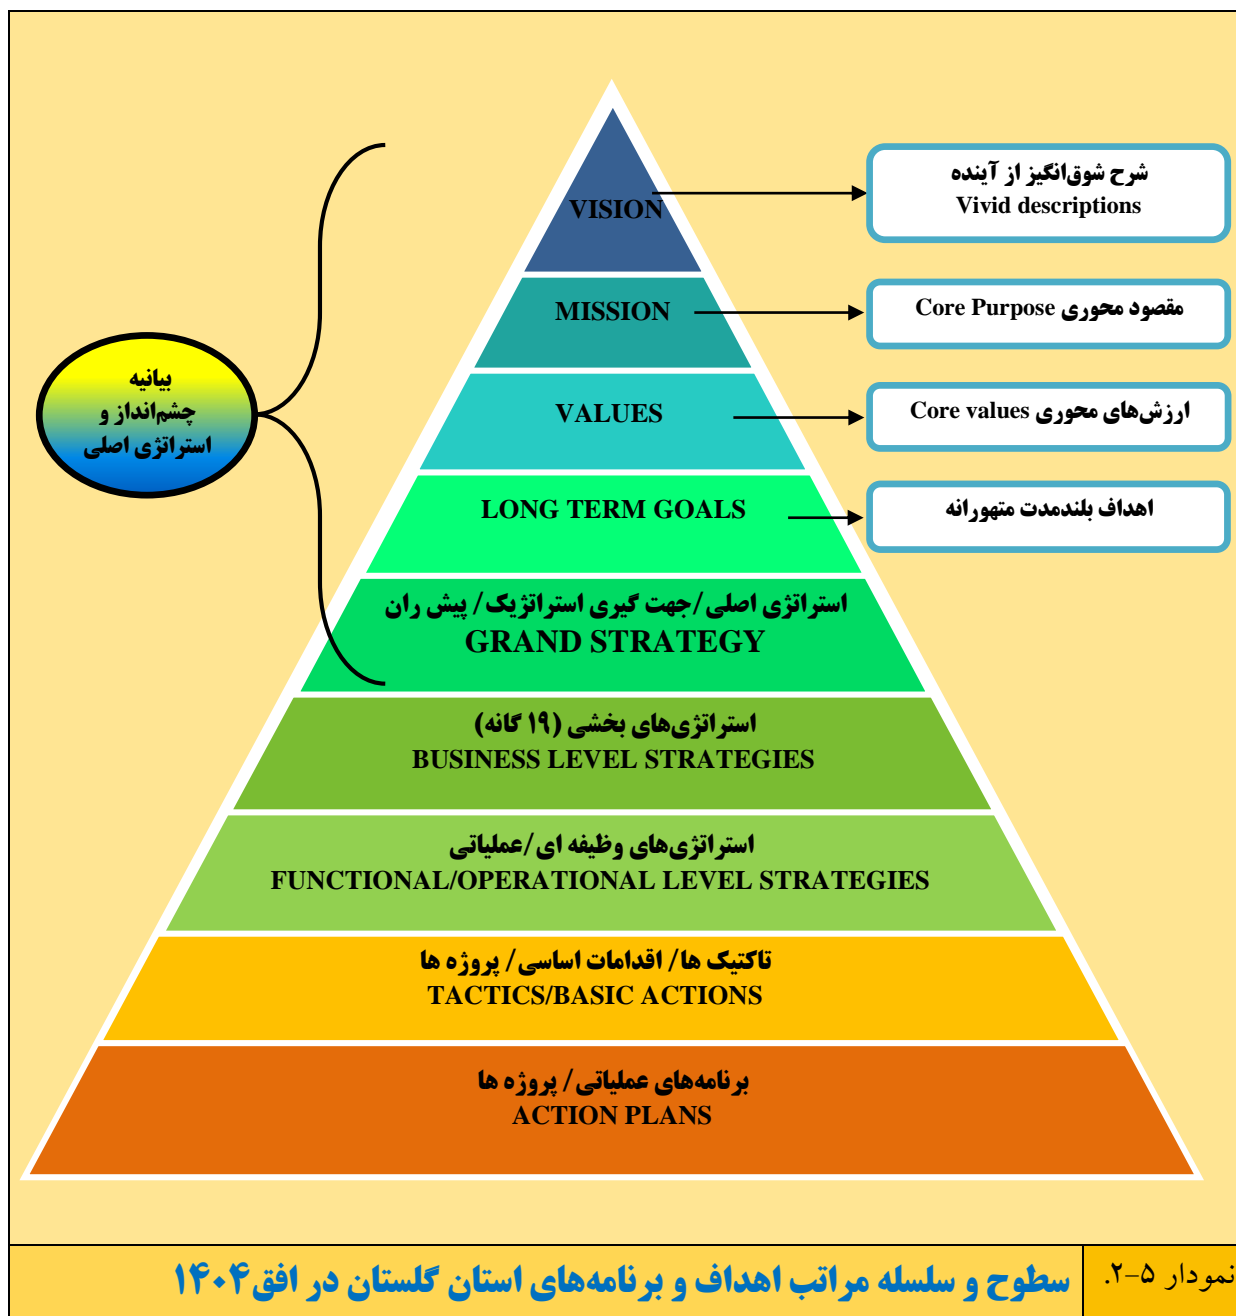 VISION
شرح شوق‌انگیز از آینده
Vivid descriptions
MISSION
مقصود محوری Core Purpose
VALUES
ارزش‌های محوری Core values
LONG TERM GOALS
اهداف بلندمدت متهورانه
بیانیه
چشم‌انداز و
استراتژی اصلی
استراتژی اصلی/جهت گیری استراتژیک/ پیش ران
GRAND STRATEGY
استراتژی‌های بخشی (۱۹ گانه)
BUSINESS LEVEL STRATEGIES
استراتژی‌های وظیفه ای/عملیاتی
FUNCTIONAL/OPERATIONAL LEVEL STRATEGIES
تاکتیک ها/ اقدامات اساسی/ پروژه ها
TACTICS/BASIC ACTIONS
برنامه‌های عملیاتی/ پروژه ها
ACTION PLANS
نمودار ۵-۲.
سطوح و سلسله مراتب اهداف و برنامه‌های استان گلستان در افق۱۴۰۴